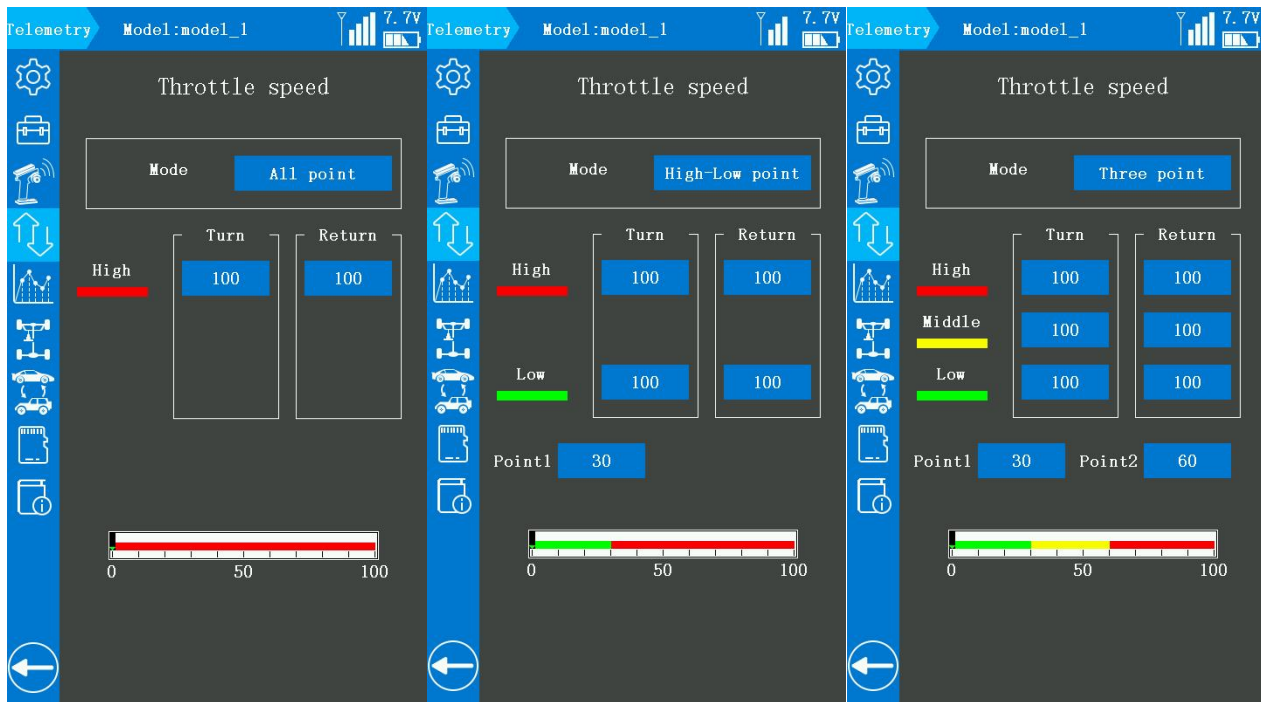 Telemetry Model:model_1 7.7V
Throttle speed
Mode All point
Turn Return
High 100 100
0 50 100
Telemetry Model:model_1 7.7V
Throttle speed
Mode High-Low point
Turn Return
High 100 100
Low 100 100
Point1 30
0 50 100
Telemetry Model:model_1 7.7V
Throttle speed
Mode Three point
Turn Return
High 100 100
Middle 100 100
Low 100 100
Point1 30 Point2 60
0 50 100